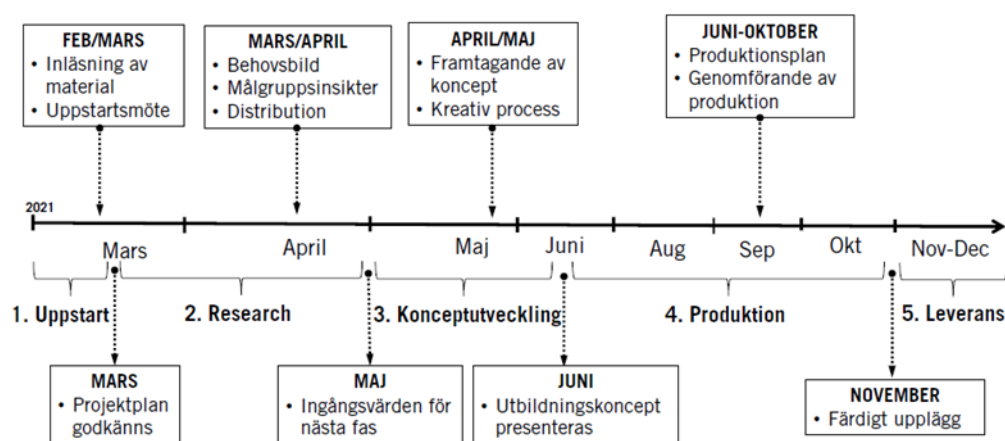 FEB/MARS
• Inläsning av
material
• Uppstartsmöte
MARS/APRIL
• Behovsbild
• Målgruppsinsikter
• Distribution
APRIL/MAJ
• Framtagande av
koncept
• Kreativ process
JUNI-OKTOBER
• Produktionsplan
• Genomförande av
produktion
2021
Mars
April
Maj
Juni
Aug
Sep
Okt
Nov-Dec
1. Uppstart
2. Research
3. Konceptutveckling
4. Produktion
5. Leverans
MARS
• Projektplan
godkänns
MAJ
• Ingångsvärden för
nästa fas
JUNI
• Utbildningskoncept
presenteras
NOVEMBER
• Färdigt upplägg